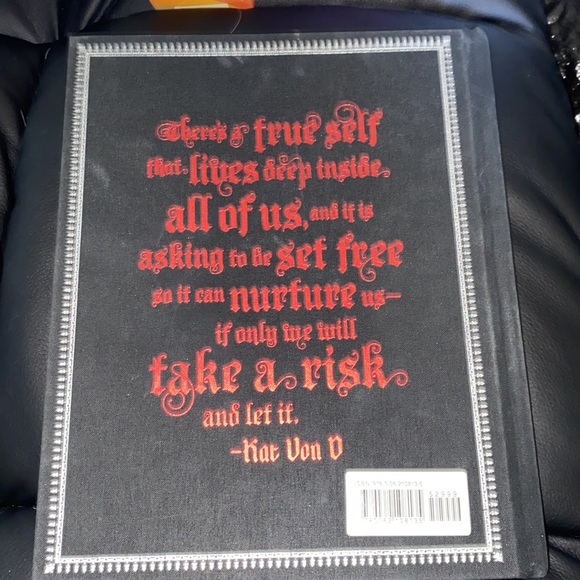 There's a true self
that lives deep inside
all of us, and it is
asking to be set free
so it can nurture us—
if only we will
take a risk
and let it.
-Kat Von D
52999